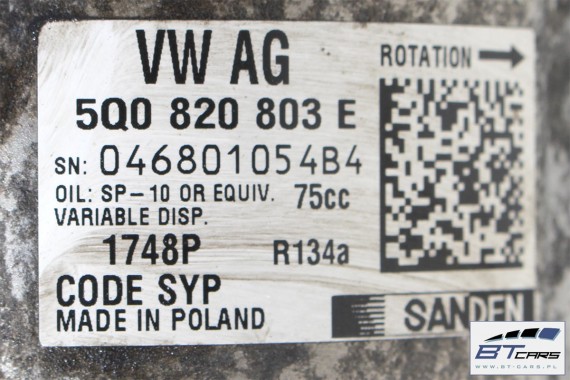 VW AG
ROTATION
5Q0 820 803 E
SN: 046801054B4
OIL: SP-10 OR EQUIV. 75cc
VARIABLE DISP.
1748P R134a
CODE SYP
MADE IN POLAND
SANDEN
BTCARS
WWW.BT-CARS.PL